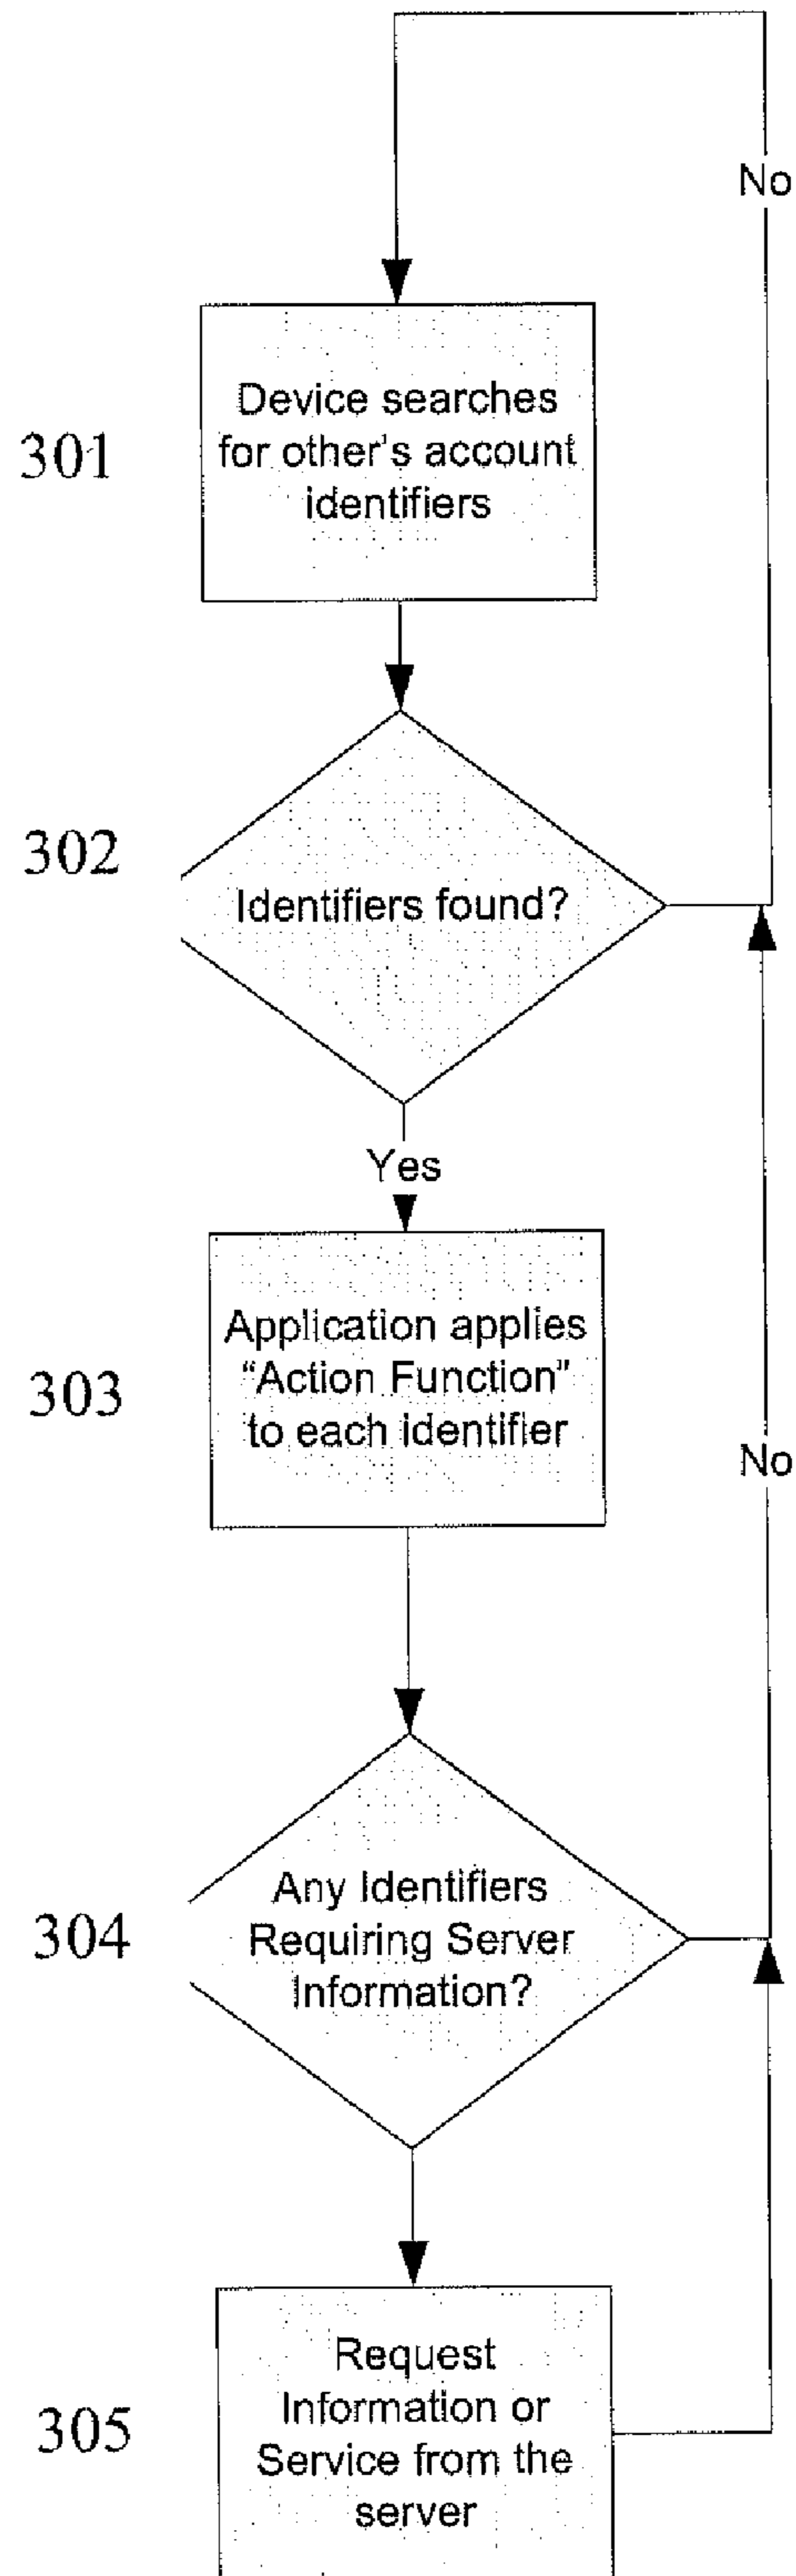 No
301
Device searches
for other's account
identifiers
302
Identifiers found?
Yes
303
Application applies
“Action Function”
to each identifier
No
304
Any Identifiers
Requiring Server
Information?
305
Request
Information or
Service from the
server